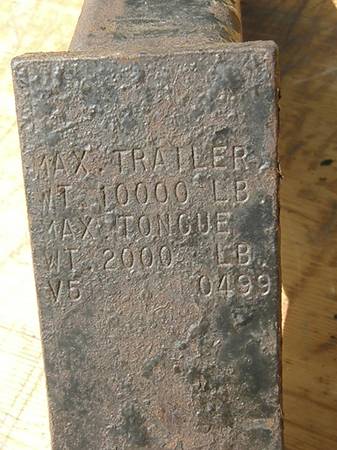 MAX. TRAILER
WT. 10000 LB
MAX. TONGUE
WT. 2000 LB.
V5 0499